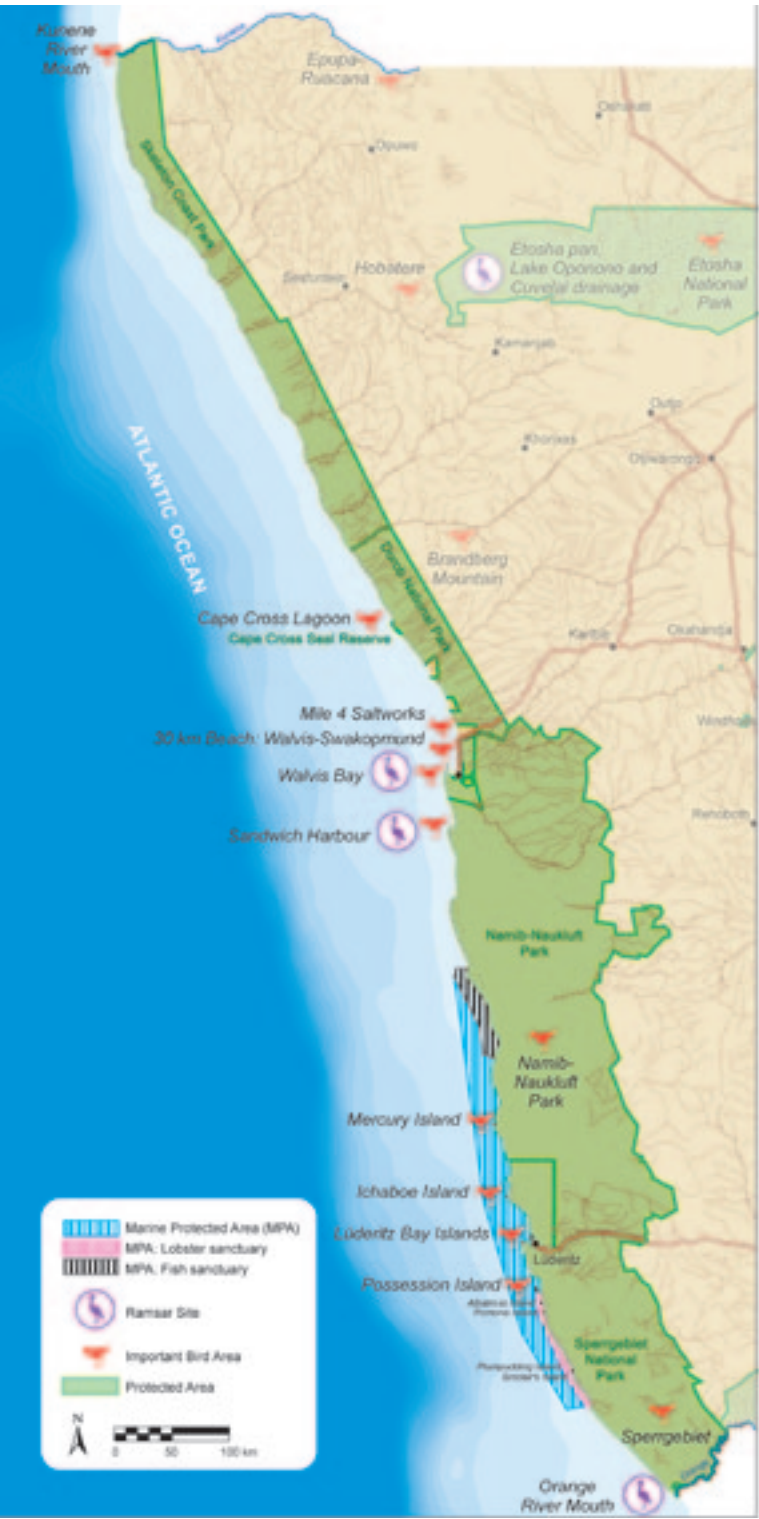 Kunene
River
Mouth
Kunene
Epupa-
Ruacana
Oshakati
Opuwo
Skeleton Coast Park
Etosha pan,
Lake Oponono and
Cuvelai drainage
Etosha
National
Park
Sesfontein
Hobatere
Kamanjab
Outjo
Khorixas
Otjiwarongo
ATLANTIC OCEAN
Brandberg
Mountain
Dorob National Park
Cape Cross Lagoon
Cape Cross Seal Reserve
Karibib
Okahandja
Mile 4 Saltworks
30 km Beach: Walvis-Swakopmund
Windhoek
Walvis Bay
Sandwich Harbour
Rehoboth
Namib-Naukluft
Park
Namib-
Naukluft
Park
Mercury Island
Ichaboe Island
Lüderitz Bay Islands
Lüderitz
Possession Island
Sperrgebiet
National
Park
Sperrgebiet
Orange
Orange
River Mouth
Marine Protected Area (MPA)
MPA: Lobster sanctuary
MPA: Fish sanctuary
Ramsar Site
Important Bird Area
Protected Area
N
0 50 100 km